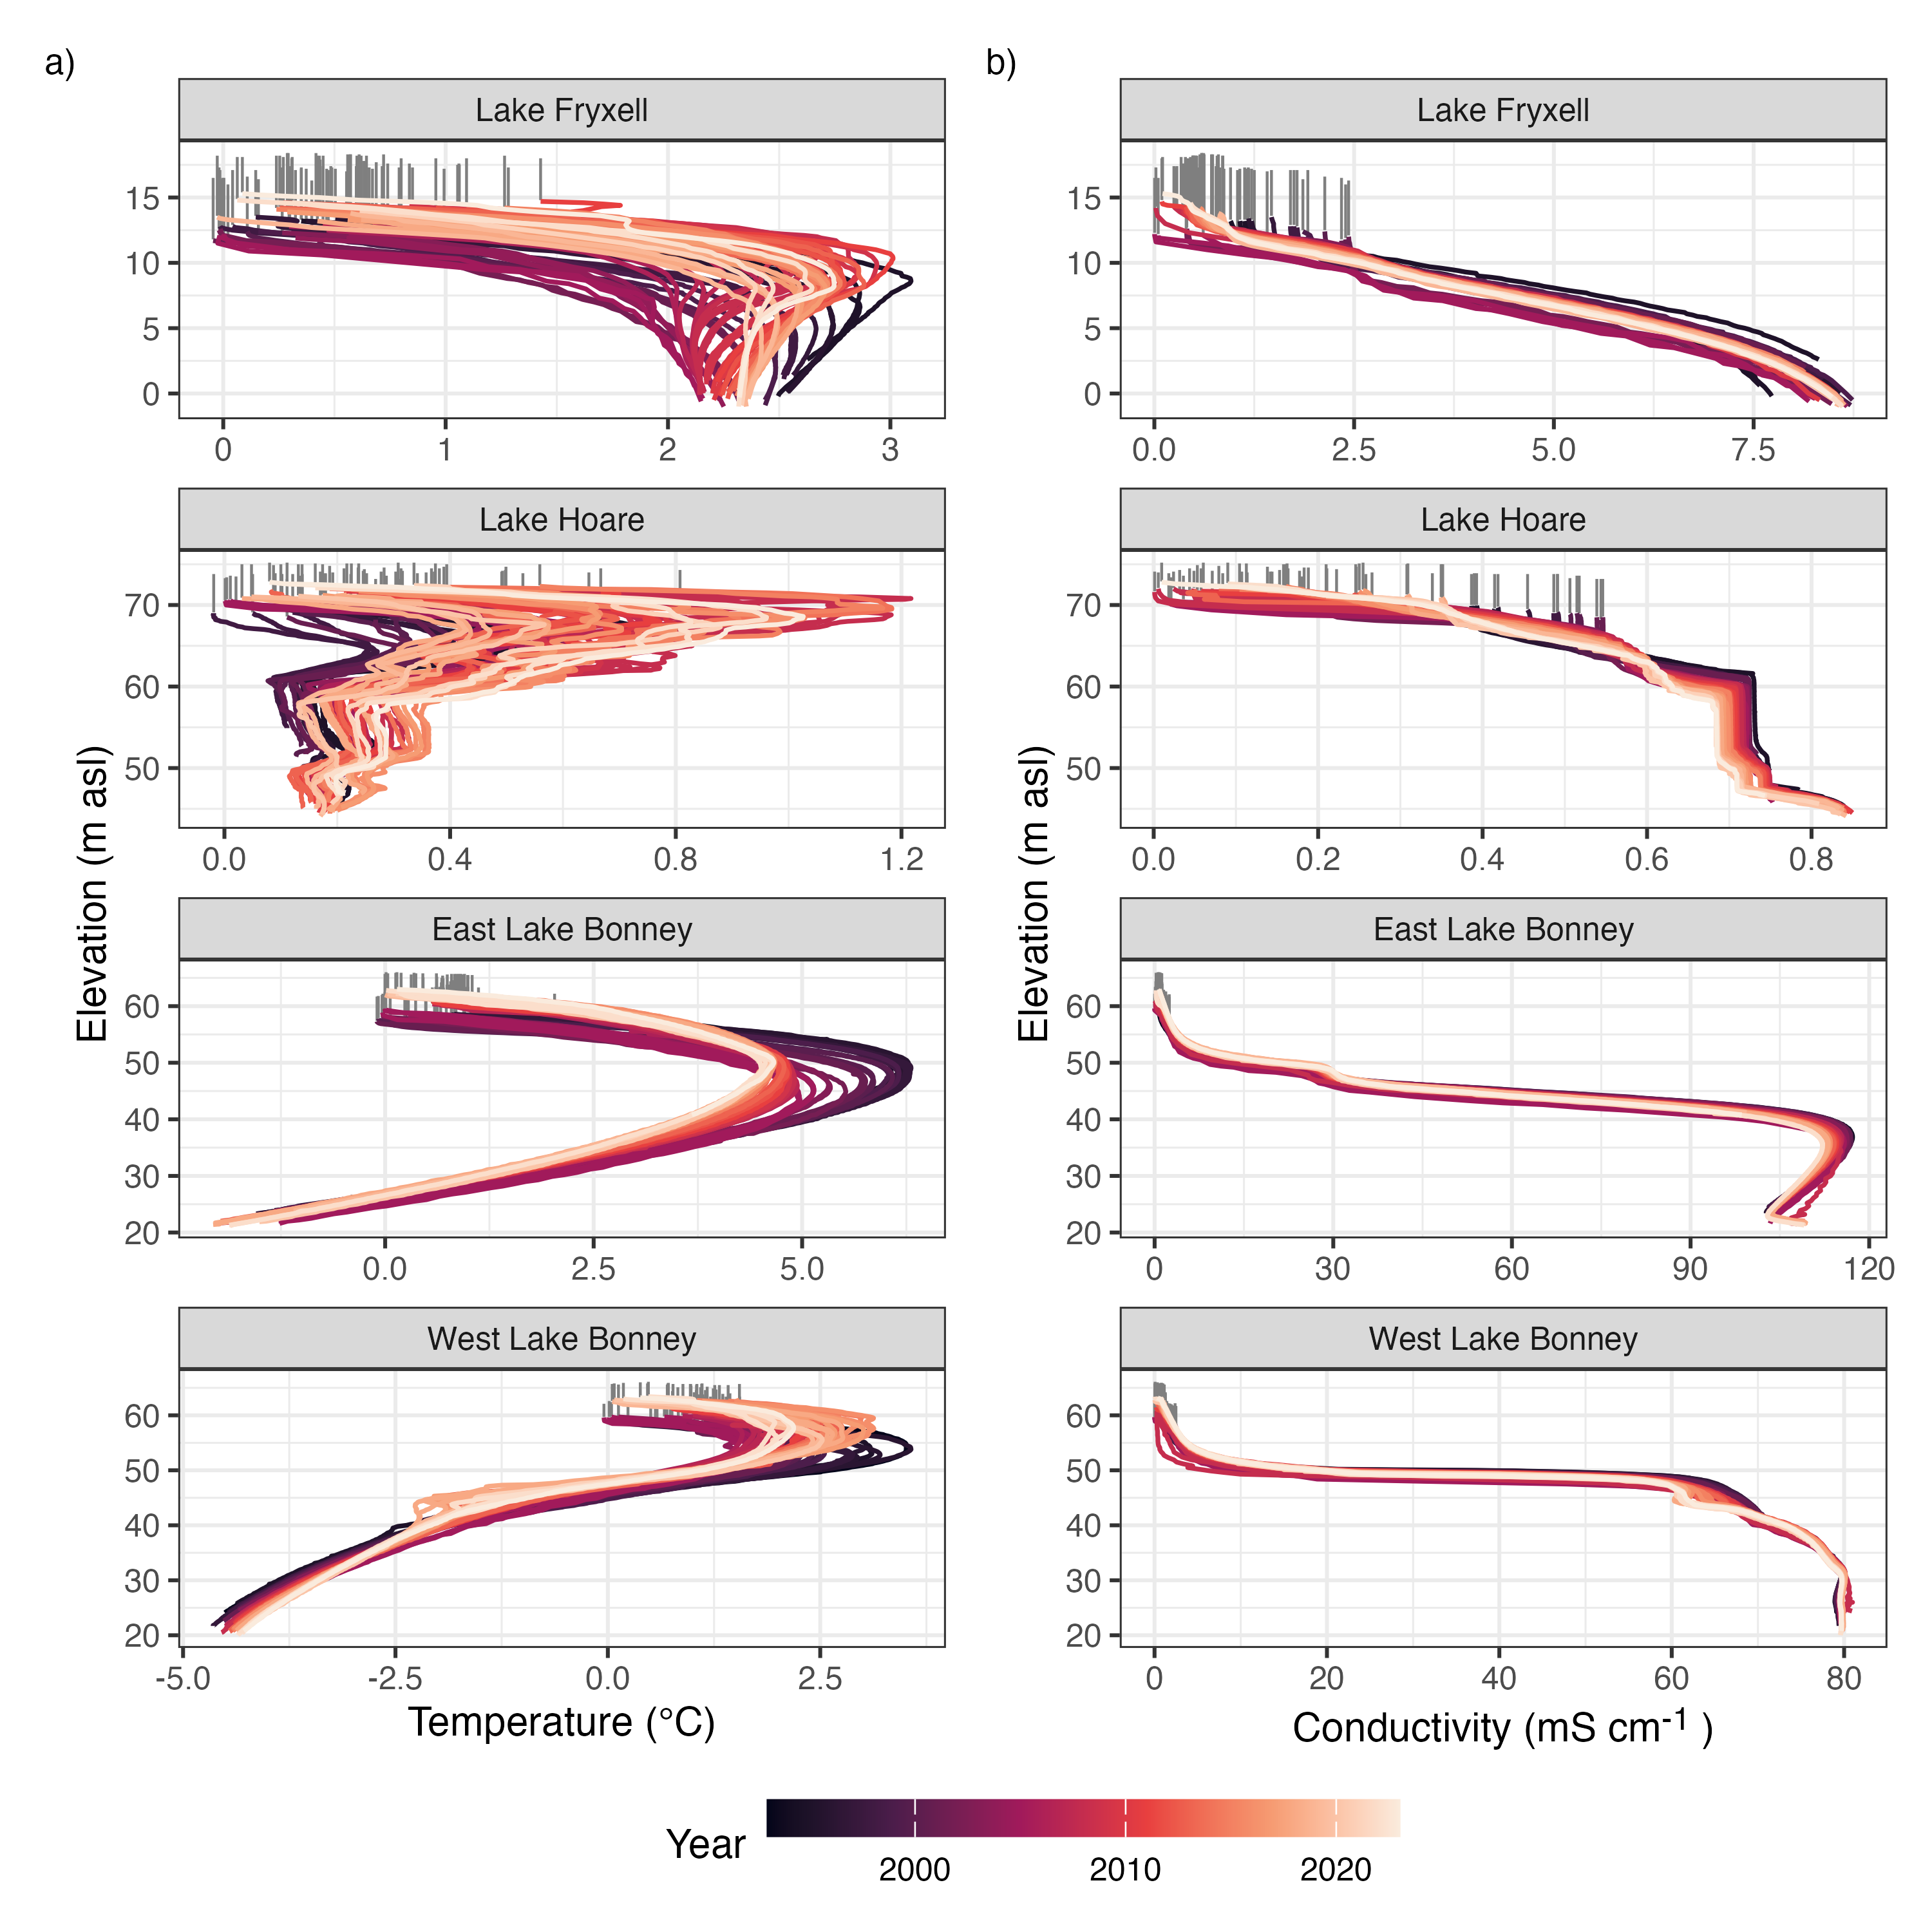 a)
Lake Fryxell
15
10
5
0
0 1 2 3
Lake Hoare
70
60
50
0.0 0.4 0.8 1.2
East Lake Bonney
60
50
40
30
20
0.0 2.5 5.0
West Lake Bonney
60
50
40
30
20
-5.0 -2.5 0.0 2.5
Elevation (m asl)
Temperature (°C)
b)
Lake Fryxell
15
10
5
0
0.0 2.5 5.0 7.5
Lake Hoare
70
60
50
0.0 0.2 0.4 0.6 0.8
East Lake Bonney
60
50
40
30
20
0 30 60 90 120
West Lake Bonney
60
50
40
30
20
0 20 40 60 80
Elevation (m asl)
Conductivity (mS cm⁻¹ )
Year
2000 2010 2020